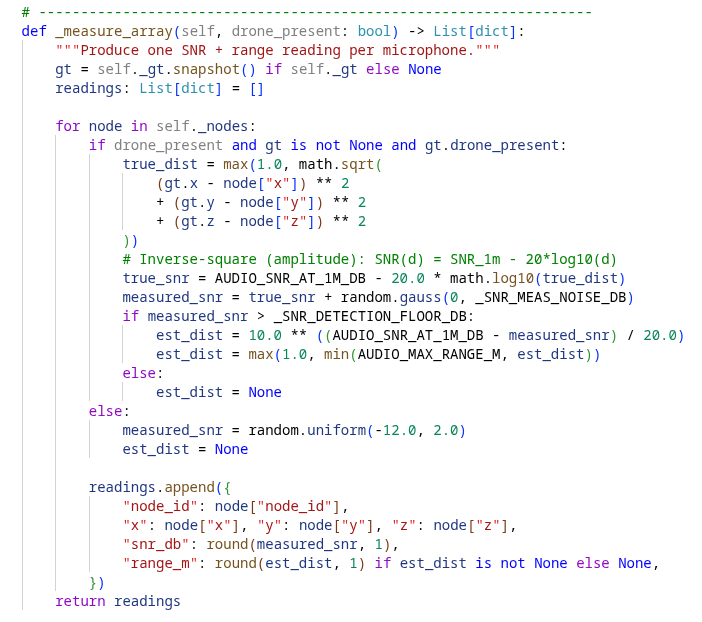 # ------------------------------------------------------------------
def _measure_array(self, drone_present: bool) -> List[dict]:
    """Produce one SNR + range reading per microphone."""
    gt = self._gt.snapshot() if self._gt else None
    readings: List[dict] = []

    for node in self._nodes:
        if drone_present and gt is not None and gt.drone_present:
            true_dist = max(1.0, math.sqrt(
                (gt.x - node["x"]) ** 2
                + (gt.y - node["y"]) ** 2
                + (gt.z - node["z"]) ** 2
            ))
            # Inverse-square (amplitude): SNR(d) = SNR_1m - 20*log10(d)
            true_snr = AUDIO_SNR_AT_1M_DB - 20.0 * math.log10(true_dist)
            measured_snr = true_snr + random.gauss(0, _SNR_MEAS_NOISE_DB)
            if measured_snr > _SNR_DETECTION_FLOOR_DB:
                est_dist = 10.0 ** ((AUDIO_SNR_AT_1M_DB - measured_snr) / 20.0)
                est_dist = max(1.0, min(AUDIO_MAX_RANGE_M, est_dist))
            else:
                est_dist = None
        else:
            measured_snr = random.uniform(-12.0, 2.0)
            est_dist = None

        readings.append({
            "node_id": node["node_id"],
            "x": node["x"], "y": node["y"], "z": node["z"],
            "snr_db": round(measured_snr, 1),
            "range_m": round(est_dist, 1) if est_dist is not None else None,
        })
    return readings